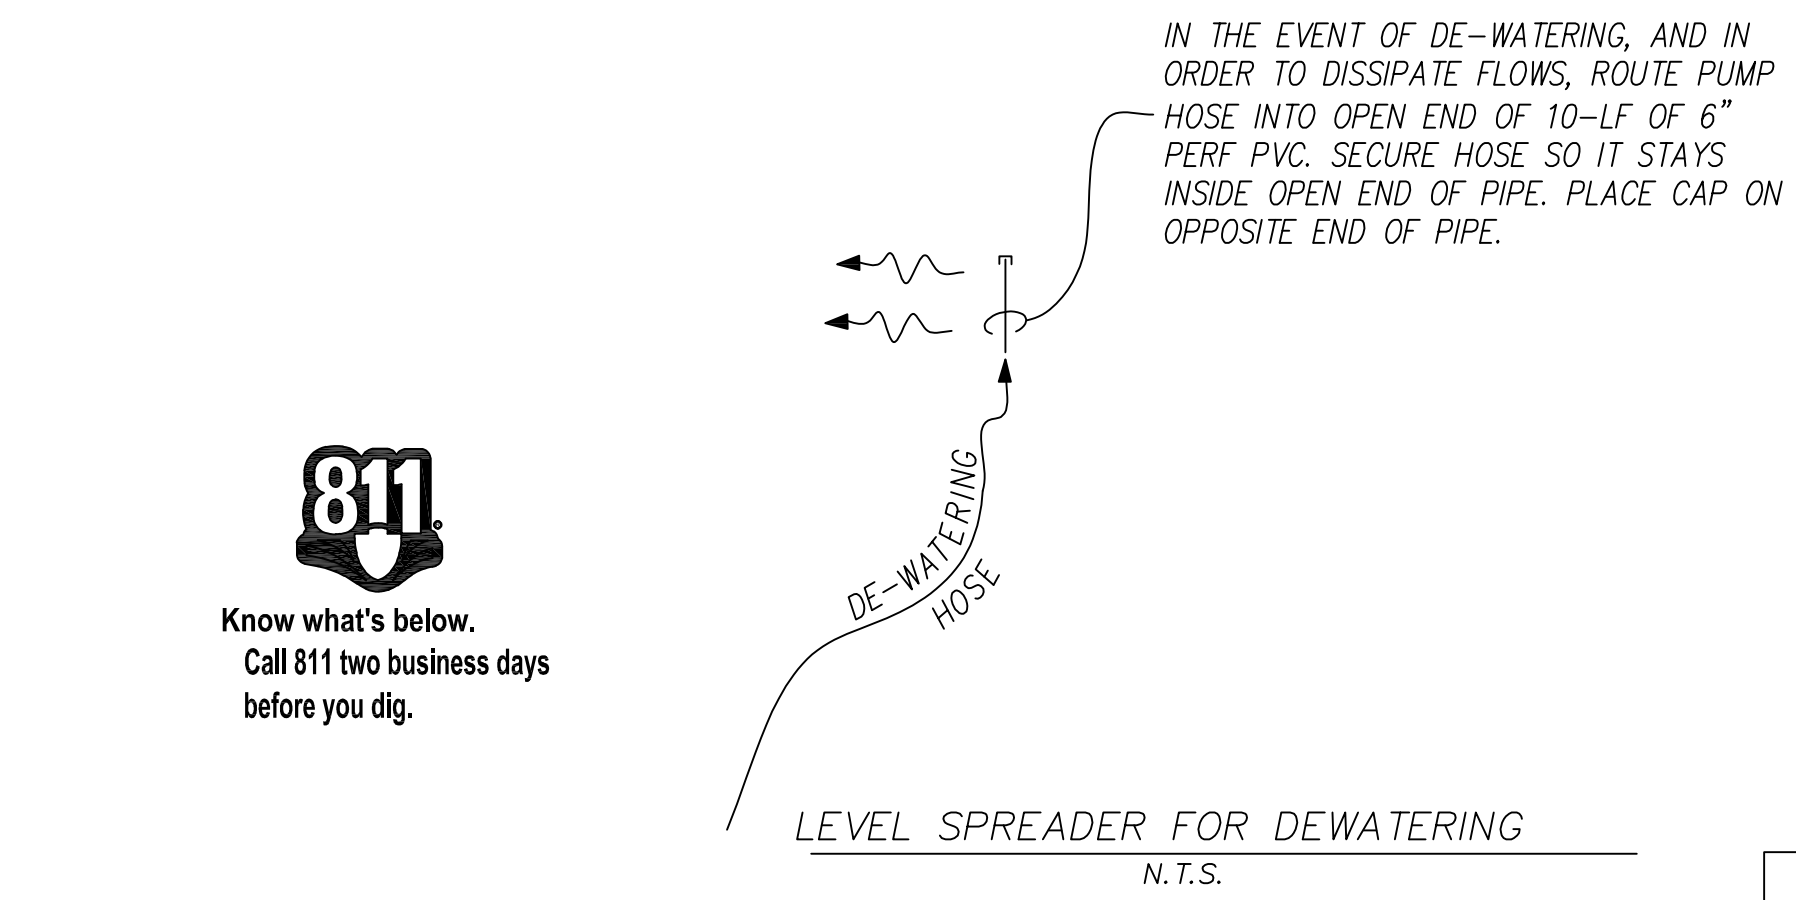 IN THE EVENT OF DE-WATERING, AND IN
ORDER TO DISSIPATE FLOWS, ROUTE PUMP
HOSE INTO OPEN END OF 10-LF OF 6"
PERF PVC. SECURE HOSE SO IT STAYS
INSIDE OPEN END OF PIPE. PLACE CAP ON
OPPOSITE END OF PIPE.
DE-WATERING
HOSE
811
Know what's below.
Call 811 two business days
before you dig.
LEVEL SPREADER FOR DEWATERING
N.T.S.